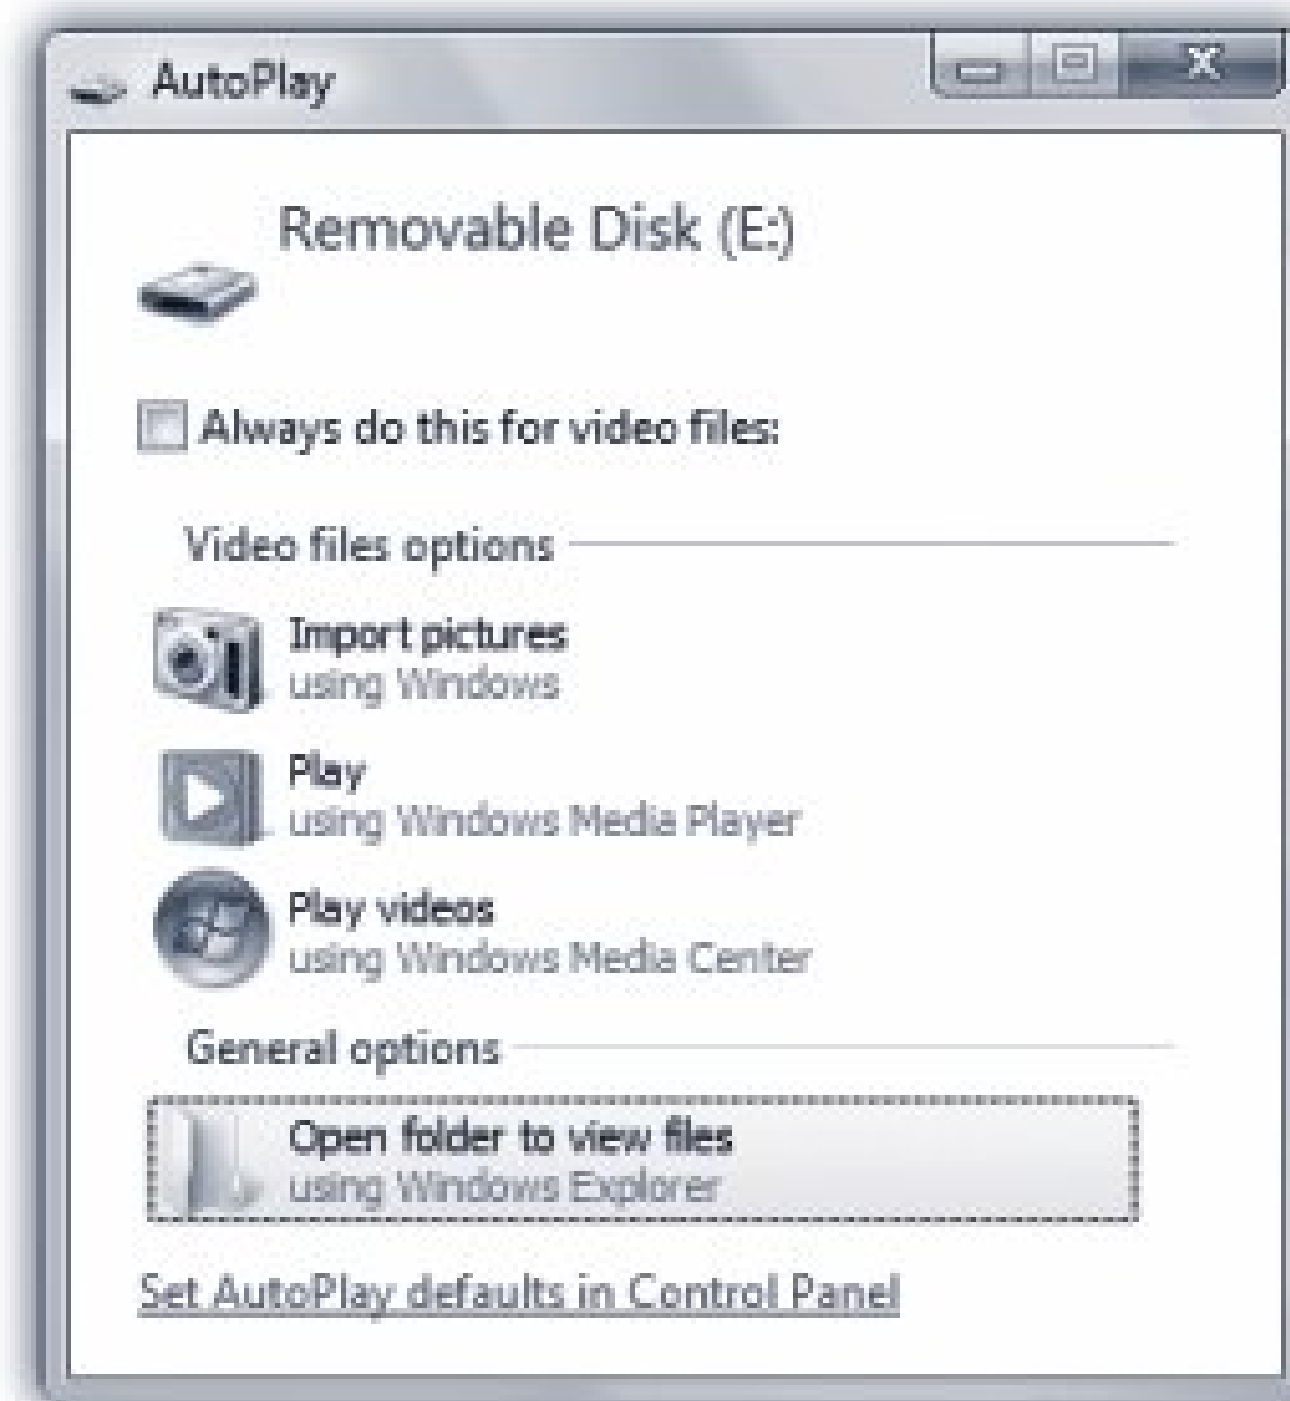 AutoPlay
Removable Disk (E:)
Always do this for video files:
Video files options
Import pictures
using Windows
Play
using Windows Media Player
Play videos
using Windows Media Center
General options
Open folder to view files
using Windows Explorer
Set AutoPlay defaults in Control Panel